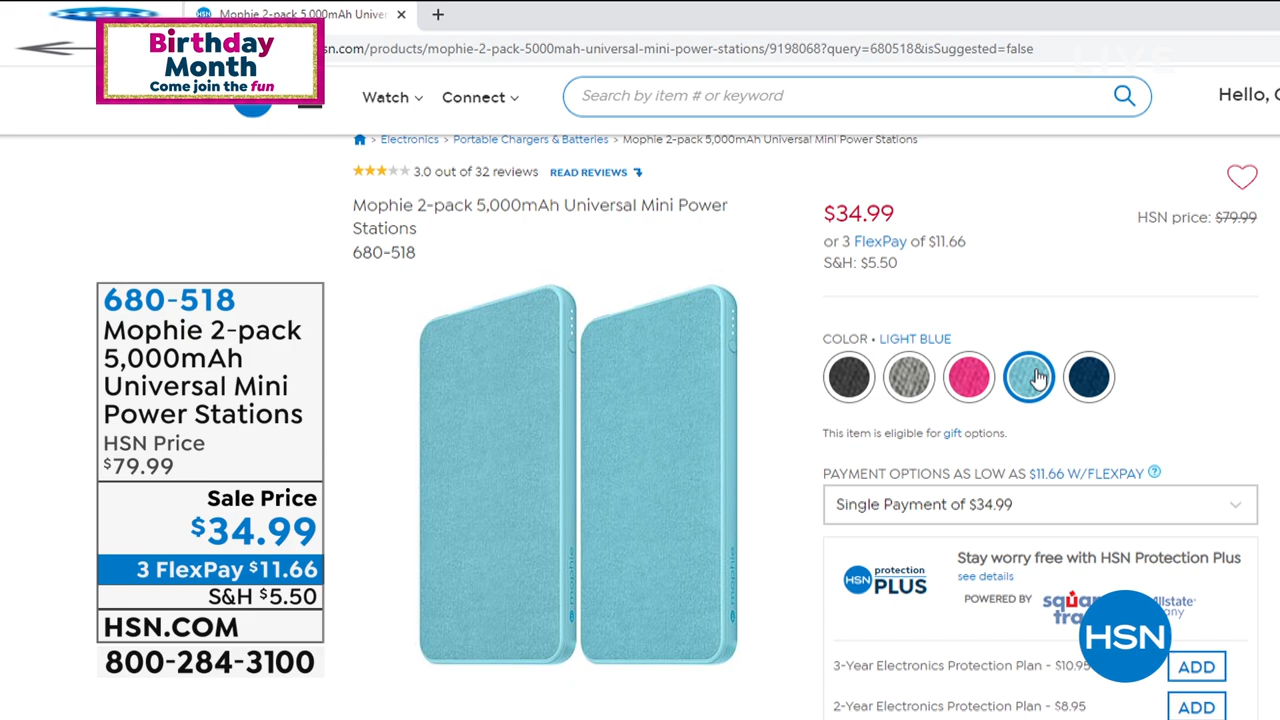 Mophie 2-pack 5,000mAh Univer
Birthday
Month
Come join the fun
sn.com/products/mophie-2-pack-5000mah-universal-mini-power-stations/9198068?query=680518&isSuggested=false
LIVE
Watch
Connect
Search by item # or keyword
Hello,
Electronics > Portable Chargers & Batteries > Mophie 2-pack 5,000mAh Universal Mini Power Stations
3.0 out of 32 reviews READ REVIEWS
Mophie 2-pack 5,000mAh Universal Mini Power
Stations
680-518
$34.99
HSN price: $79.99
or 3 FlexPay of $11.66
S&H: $5.50
680-518
Mophie 2-pack
5,000mAh
Universal Mini
Power Stations
HSN Price
$79.99
Sale Price
$34.99
3 FlexPay $11.66
S&H $5.50
HSN.COM
800-284-3100
mophie
mophie
COLOR • LIGHT BLUE
This item is eligible for gift options.
PAYMENT OPTIONS AS LOW AS $11.66 W/FLEXPAY
Single Payment of $34.99
HSN protection PLUS
Stay worry free with HSN Protection Plus
see details
POWERED BY
HSN
3-Year Electronics Protection Plan - $10.95
ADD
2-Year Electronics Protection Plan - $8.95
ADD